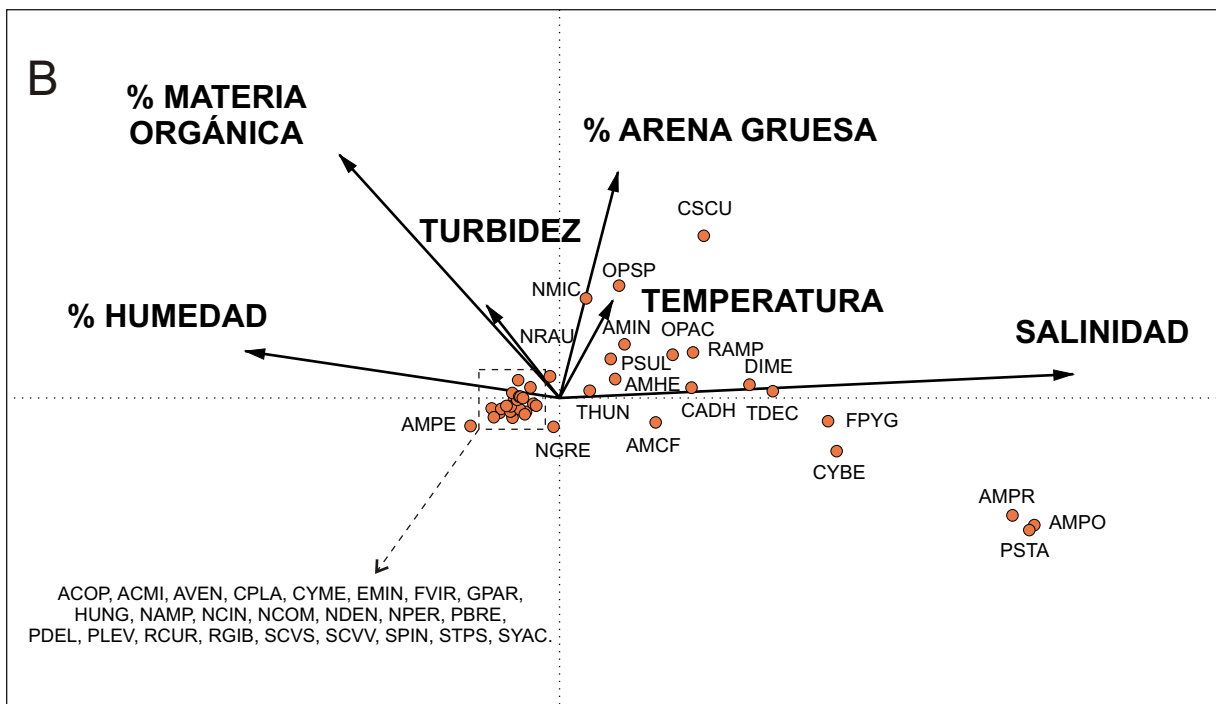 B
% MATERIA
ORGÁNICA
% ARENA GRUESA
CSCU
TURBIDEZ
OPSP
NMIC
TEMPERATURA
% HUMEDAD
SALINIDAD
NRAU
AMIN
OPAC
RAMP
PSUL
DIME
AMHE
THUN
CADH
TDEC
AMPE
NGRE
AMCF
FPYG
CYBE
AMPR
AMPO
PSTA
ACOP, ACMI, AVEN, CPLA, CYME, EMIN, FVIR, GPAR,
HUNG, NAMP, NCIN, NCOM, NDEN, NPER, PBRE,
PDEL, PLEV, RCUR, RGIB, SCVS, SCVV, SPIN, STPS, SYAC.